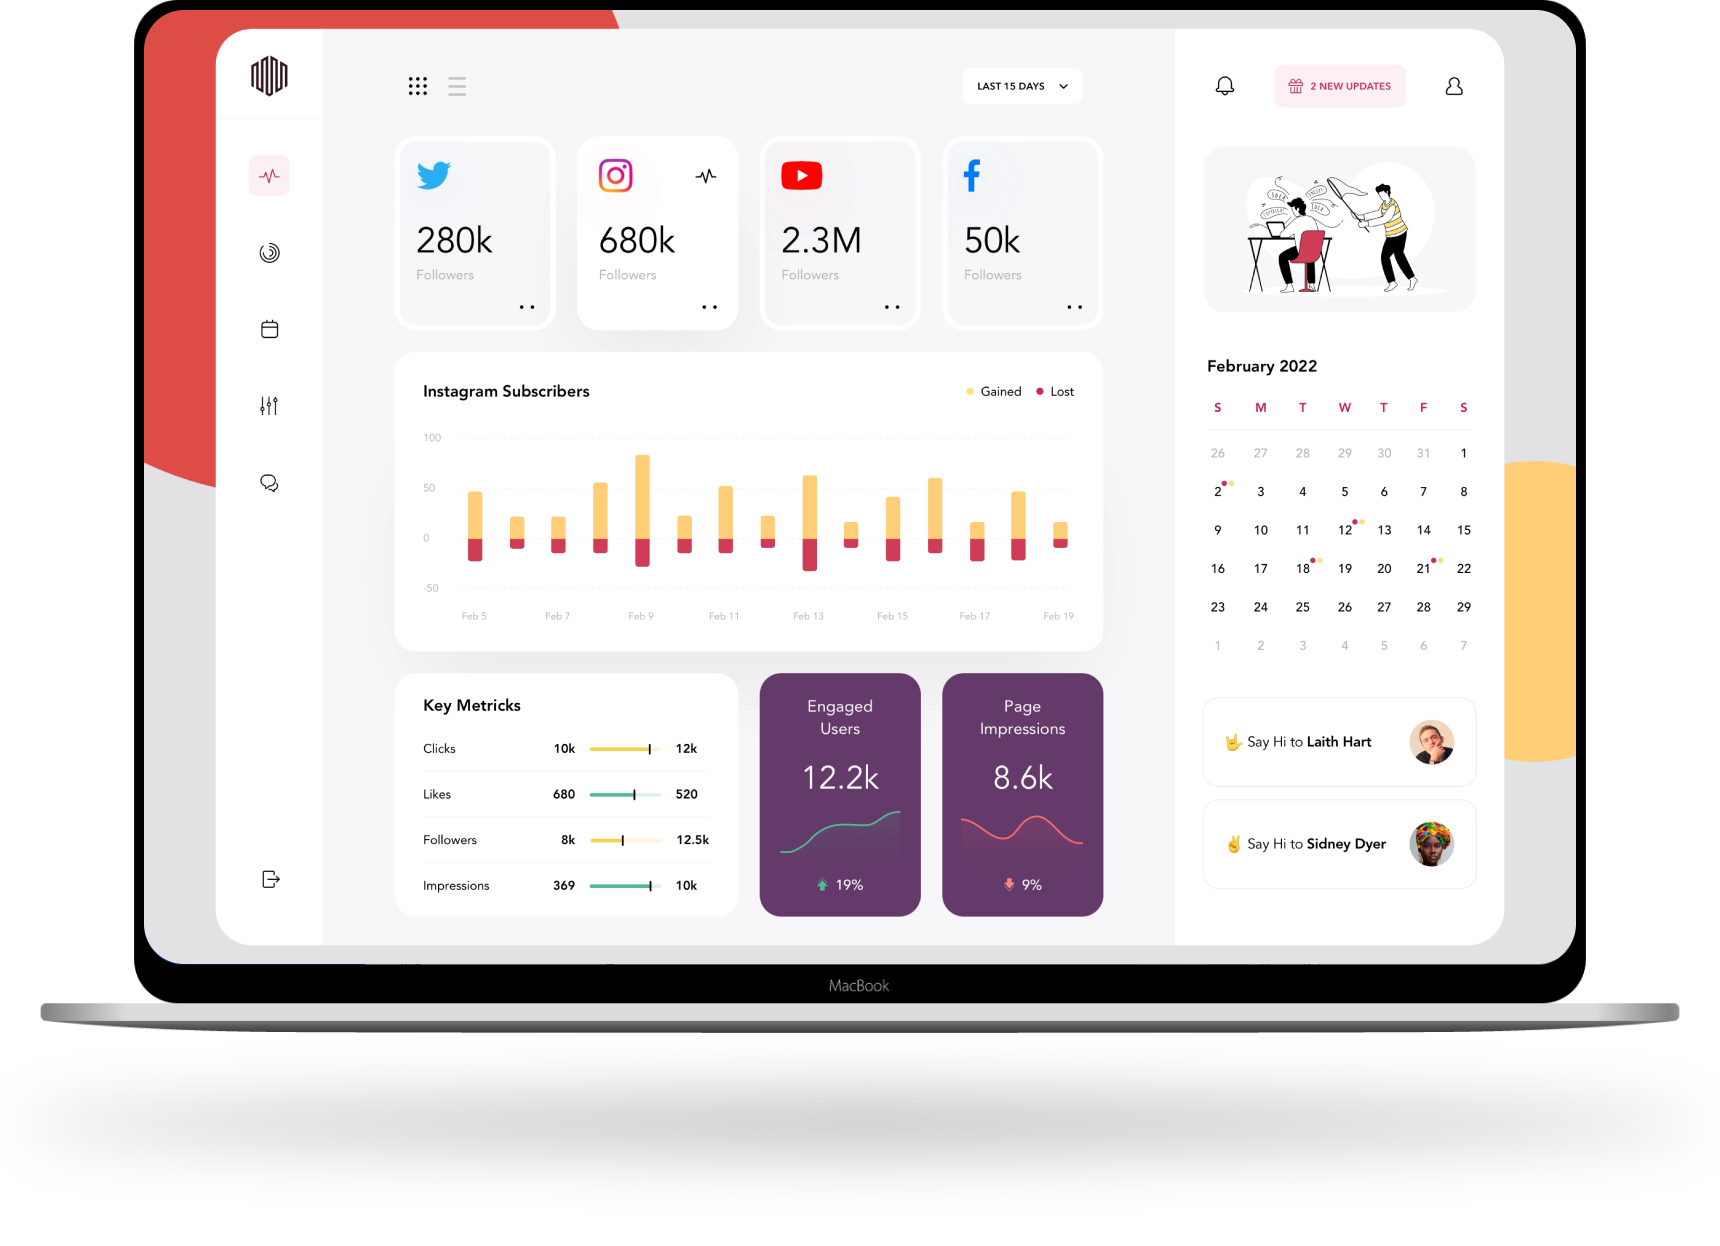 LAST 15 DAYS
2 NEW UPDATES
280k
Followers
680k
Followers
2.3M
Followers
50k
Followers
IDEA
CONCEPT
COPYRIGHT
IDEA
Instagram Subscribers
Gained
Lost
100
50
0
-50
Feb 5 Feb 7 Feb 9 Feb 11 Feb 13 Feb 15 Feb 17 Feb 19
Key Metricks
Clicks 10k 12k
Likes 680 520
Followers 8k 12.5k
Impressions 369 10k
Engaged
Users
12.2k
19%
Page
Impressions
8.6k
9%
February 2022
S M T W T F S
26 27 28 29 30 31 1
2 3 4 5 6 7 8
9 10 11 12 13 14 15
16 17 18 19 20 21 22
23 24 25 26 27 28 29
1 2 3 4 5 6 7
Say Hi to Laith Hart
Say Hi to Sidney Dyer
MacBook